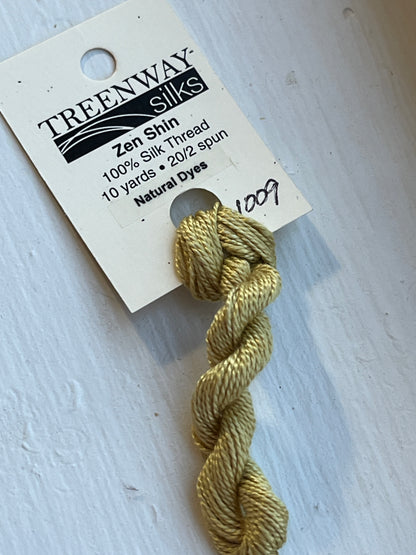 TREENWAY
silks
Zen Shin
100% Silk Thread
10 yards • 20/2 spun
Natural Dyes
1009